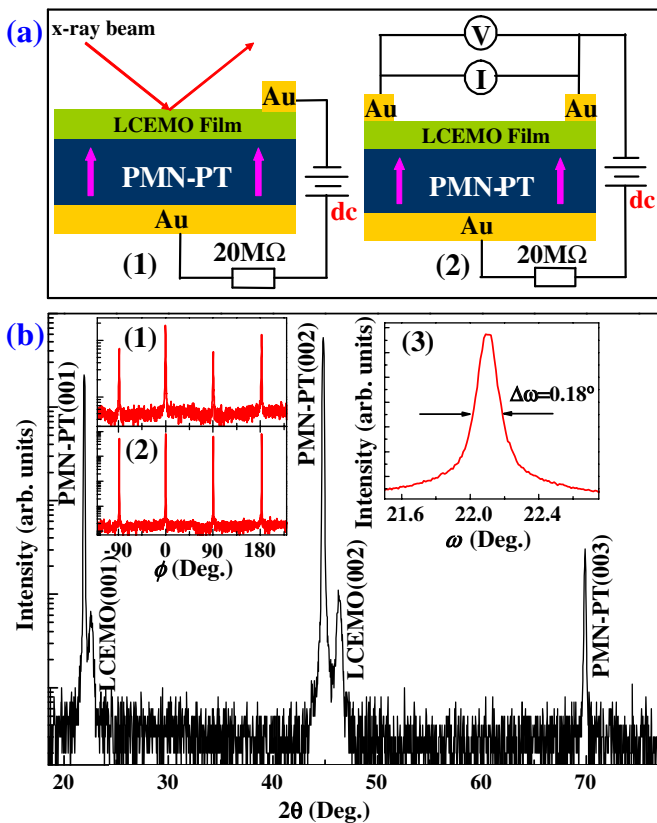 (a)
x-ray beam
Au
LCEMO Film
PMN-PT
Au
dc
20MΩ
(1)
V
I
Au
Au
LCEMO Film
PMN-PT
Au
dc
20MΩ
(2)
(b)
Intensity (arb. units)
PMN-PT(001)
LCEMO(001)
PMN-PT(002)
LCEMO(002)
PMN-PT(003)
(1)
(2)
-90 0 90 180
ϕ (Deg.)
(3)
Intensity (arb. units)
Δω=0.18°
21.6 22.0 22.4
ω (Deg.)
20 30 40 50 60 70
2θ (Deg.)